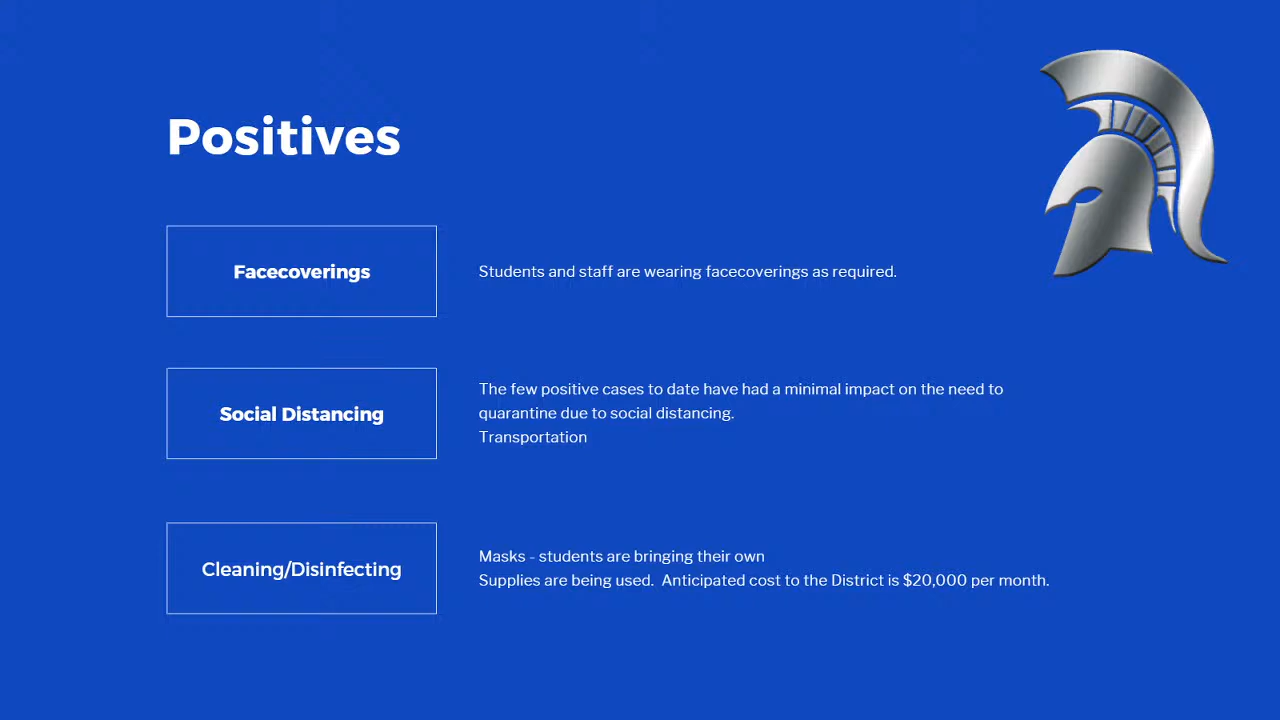 Positives
Facecoverings
Students and staff are wearing facecoverings as required.
Social Distancing
The few positive cases to date have had a minimal impact on the need to
quarantine due to social distancing.
Transportation
Cleaning/Disinfecting
Masks - students are bringing their own
Supplies are being used.  Anticipated cost to the District is $20,000 per month.